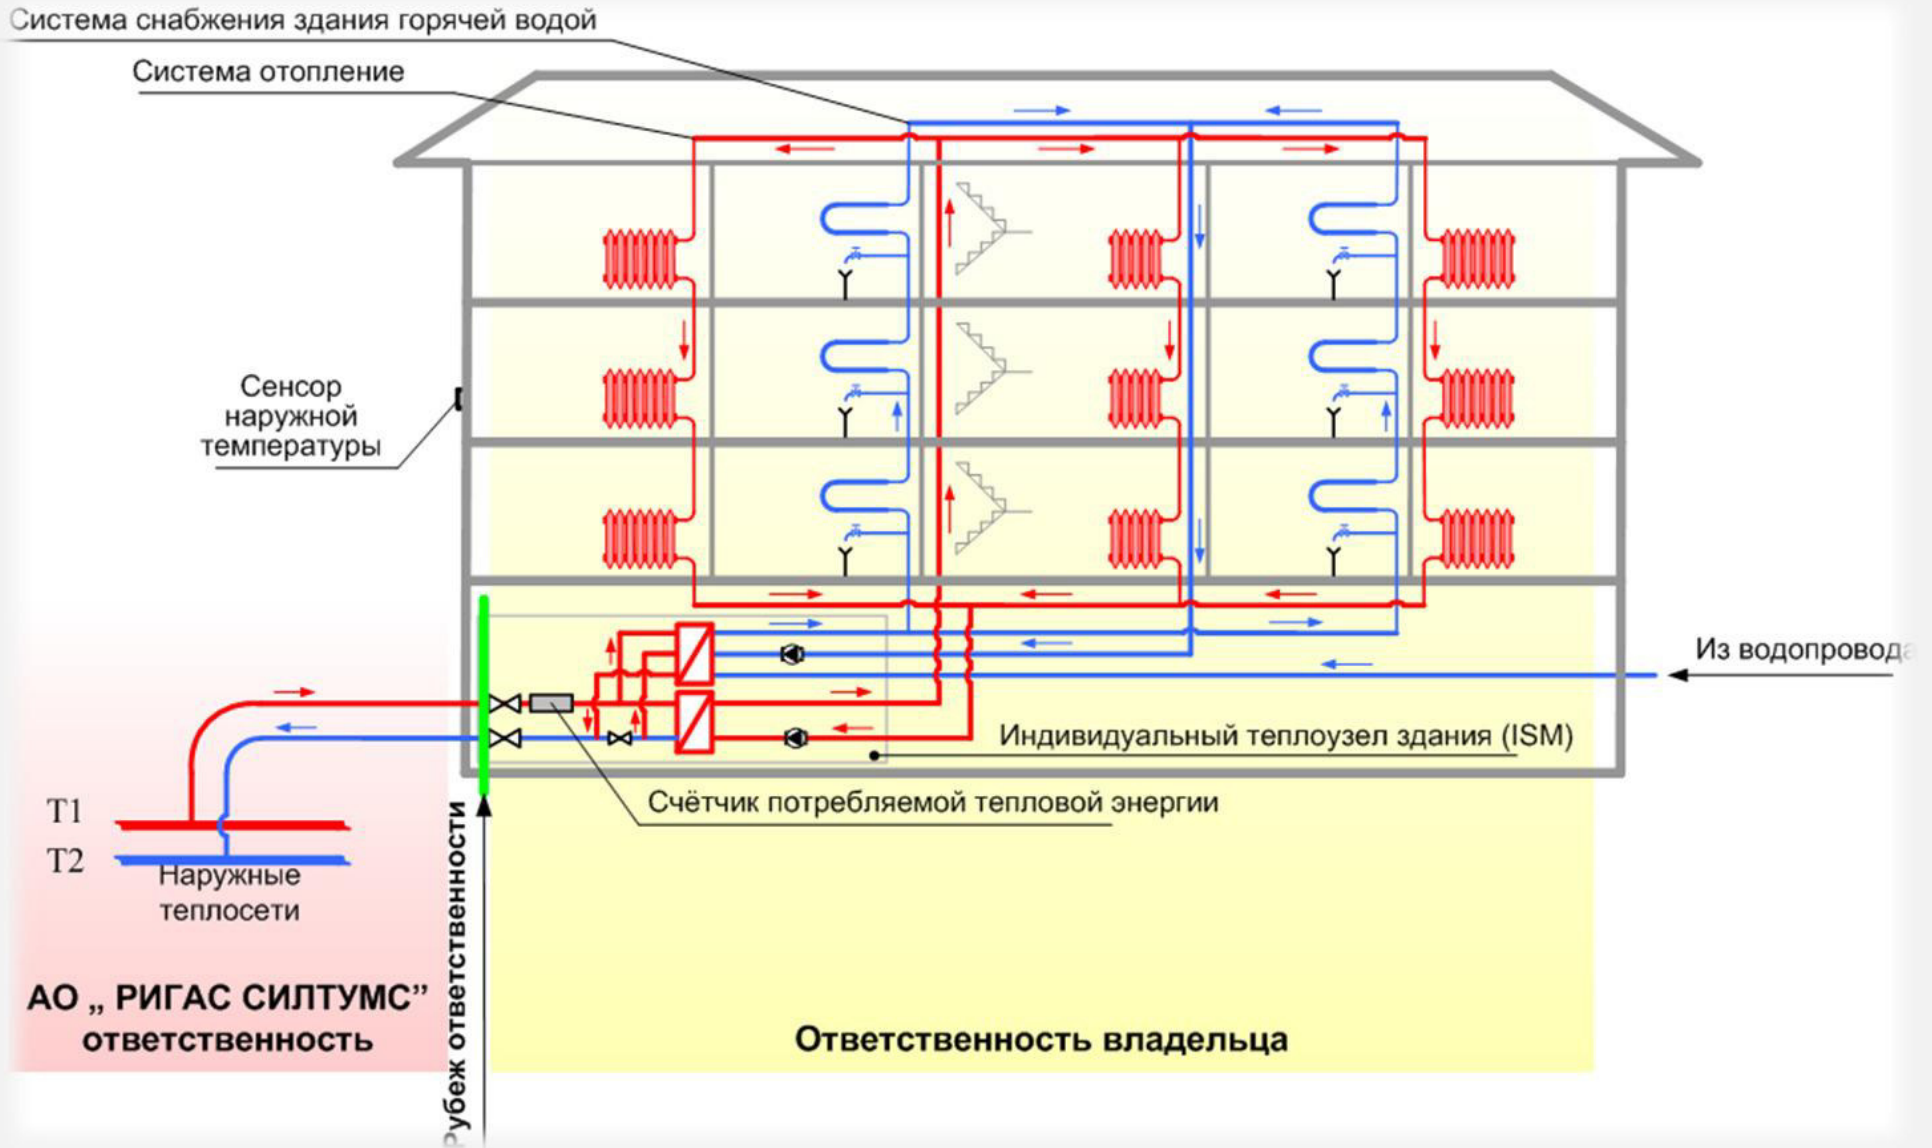 Система снабжения здания горячей водой
Система отопление
Сенсор
наружной
температуры
Из водопровода
Индивидуальный теплоузел здания (ISM)
Счётчик потребляемой тепловой энергии
T1
T2
Наружные
теплосети
Рубеж ответственности
АО „ РИГАС СИЛТУМС”
ответственность
Ответственность владельца